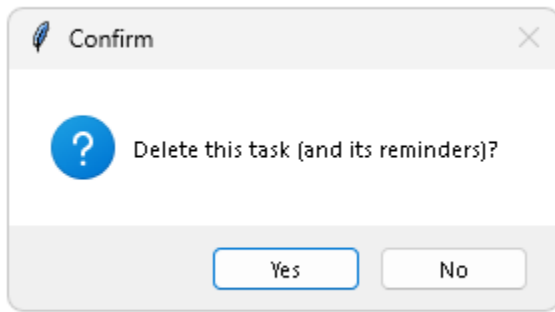 Confirm
Delete this task (and its reminders)?
Yes
No